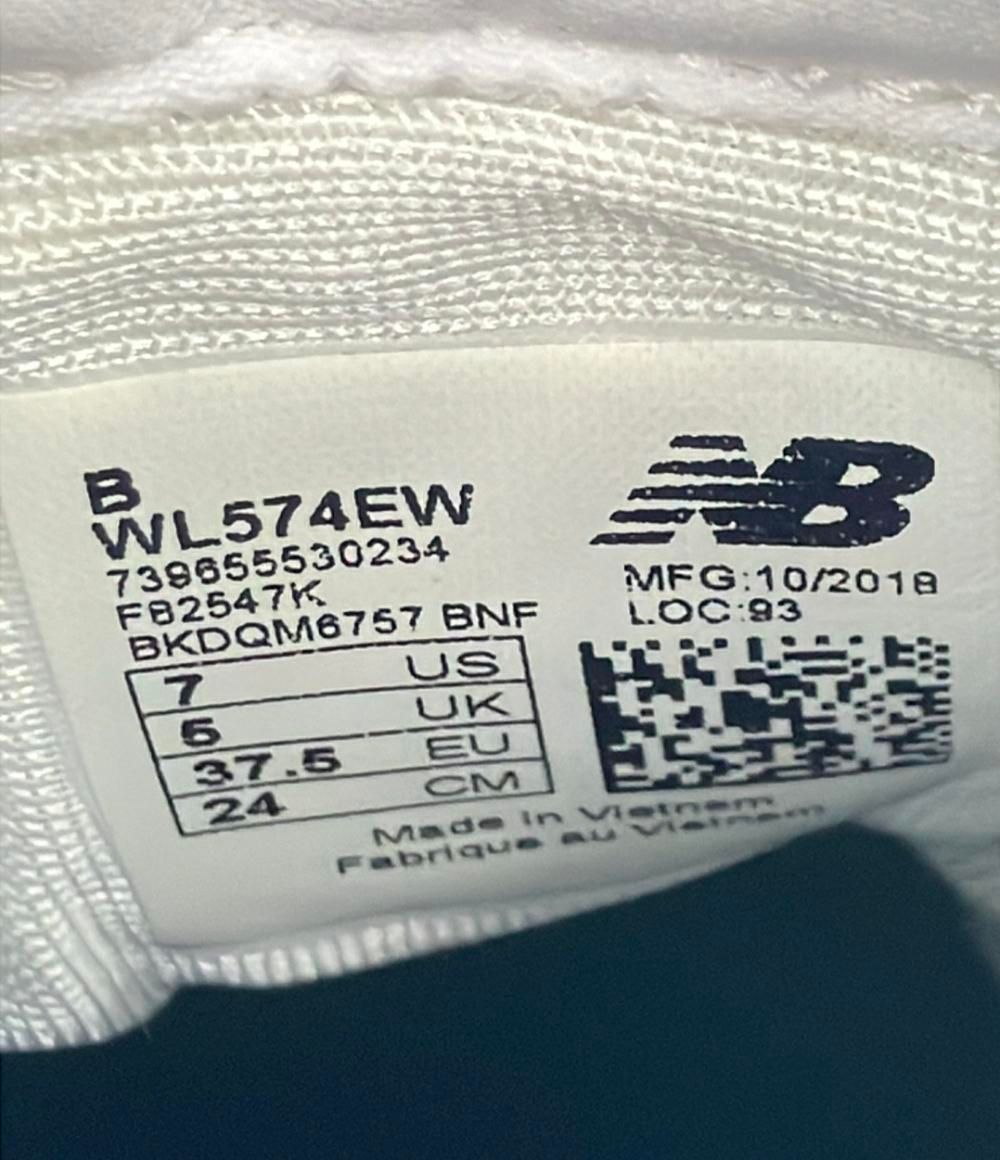 B
WL574EW
739655530234
FB2547K
BKDQM6757 BNF
7 US
5 UK
37.5 EU
24 CM
NB
MFG:10/2018
LOC:93
Made in Vietnam
Fabrique au Vietnam